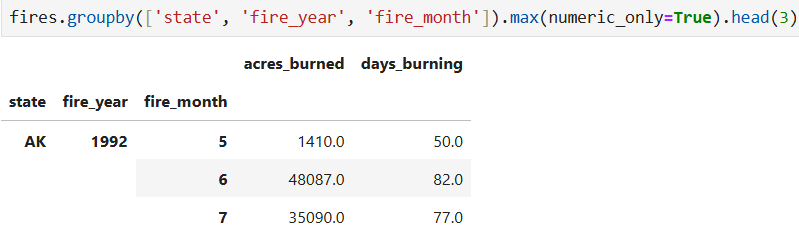 fires.groupby(['state', 'fire_year', 'fire_month']).max(numeric_only=True).head(3)
acres_burned days_burning
state fire_year fire_month
AK 1992 5 1410.0 50.0
6 48087.0 82.0
7 35090.0 77.0